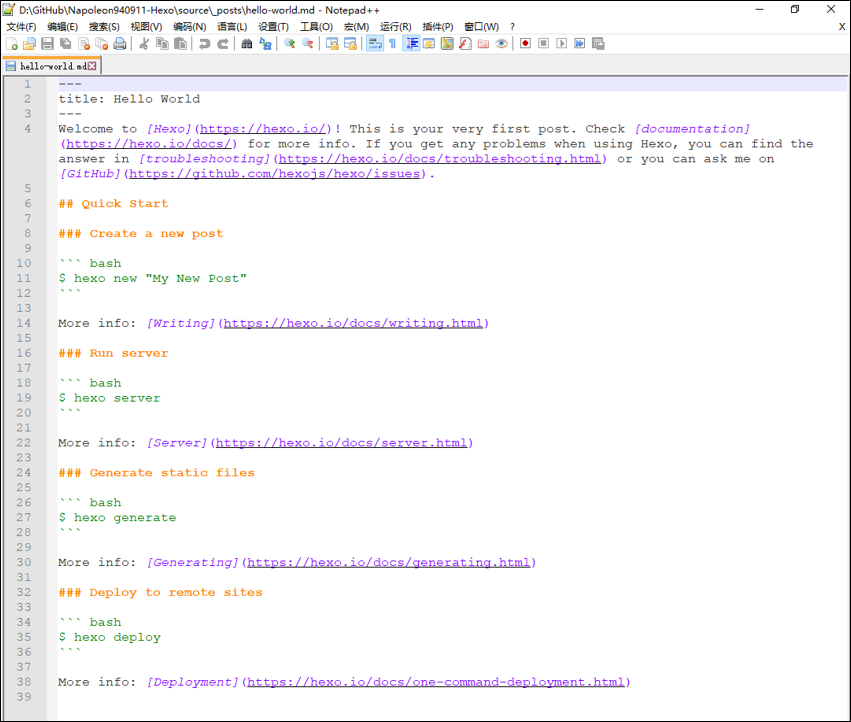 D:\GitHub\Napoleon940911-Hexo\source\_posts\hello-world.md - Notepad++
文件(F) 编辑(E) 搜索(S) 视图(V) 编码(N) 语言(L) 设置(T) 工具(O) 宏(M) 运行(R) 插件(P) 窗口(W) ? X
hello-world.md
1 ---
2 title: Hello World
3 ---
4 Welcome to [Hexo](https://hexo.io/)! This is your very first post. Check [documentation]
(https://hexo.io/docs/) for more info. If you get any problems when using Hexo, you can find the
answer in [troubleshooting](https://hexo.io/docs/troubleshooting.html) or you can ask me on
[GitHub](https://github.com/hexojs/hexo/issues).
5
6 ## Quick Start
7
8 ### Create a new post
9
10 ``` bash
11 $ hexo new "My New Post"
12 ```
13
14 More info: [Writing](https://hexo.io/docs/writing.html)
15
16 ### Run server
17
18 ``` bash
19 $ hexo server
20 ```
21
22 More info: [Server](https://hexo.io/docs/server.html)
23
24 ### Generate static files
25
26 ``` bash
27 $ hexo generate
28 ```
29
30 More info: [Generating](https://hexo.io/docs/generating.html)
31
32 ### Deploy to remote sites
33
34 ``` bash
35 $ hexo deploy
36 ```
37
38 More info: [Deployment](https://hexo.io/docs/one-command-deployment.html)
39